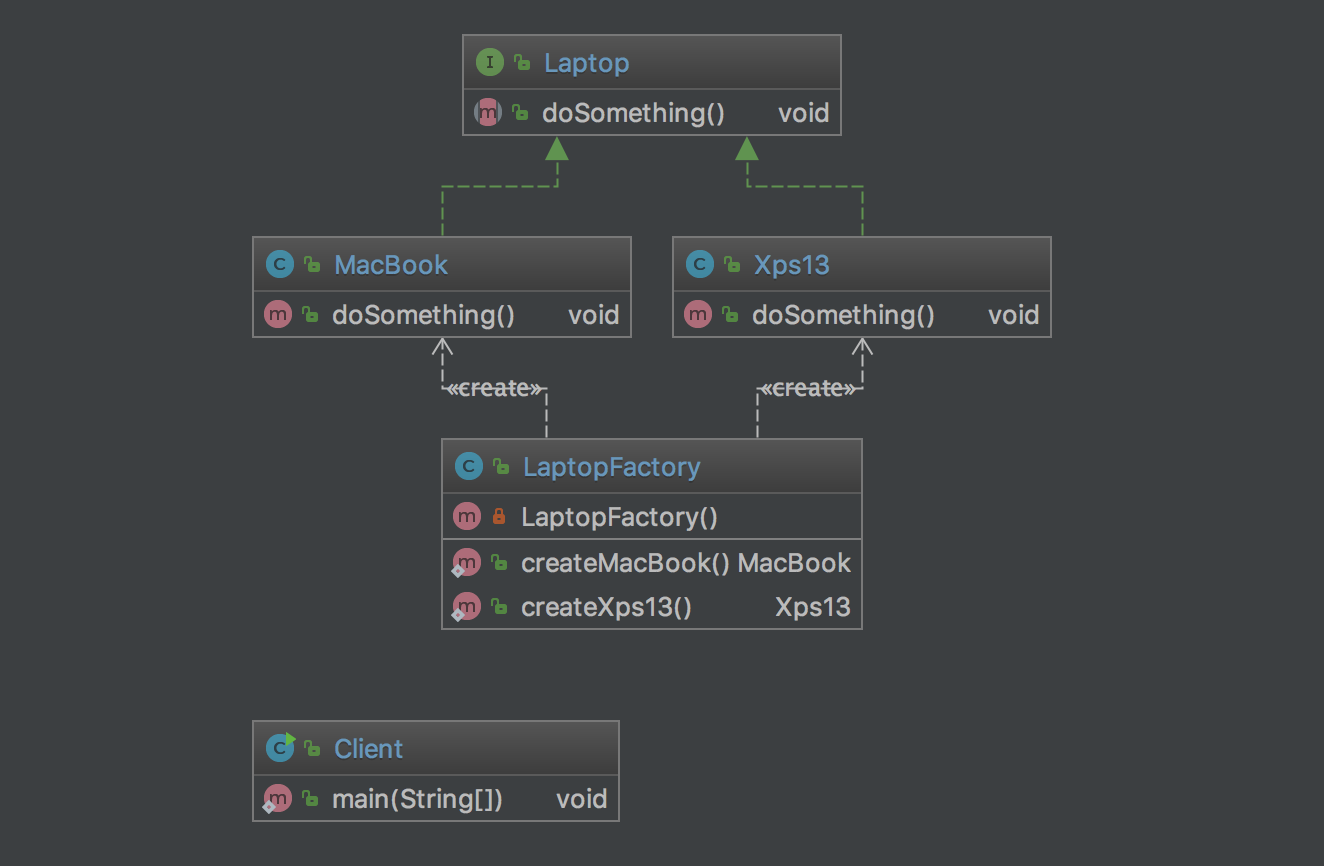 I Laptop
m doSomething() void
C MacBook
m doSomething() void
C Xps13
m doSomething() void
«create»
«create»
C LaptopFactory
m LaptopFactory()
m createMacBook() MacBook
m createXps13() Xps13
C Client
m main(String[]) void